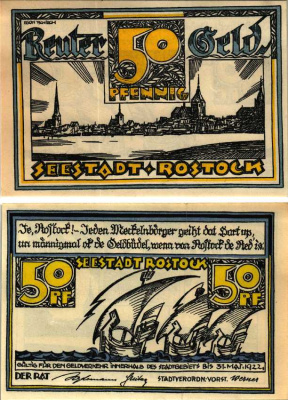 Reuter Geld.
50
PFENNIG
SEESTADT · ROSTOCK
Je, Rostock! – Jeden Meckelnbörger geiht dat Hart up,
un männigmal ok de Geldbüdel, wenn von Rostock de Red is.
SEESTADT ROSTOCK
50 50
PF PF
GÜLTIG FÜR DEN GELDVERKEHR INNERHALB DES STADTGEBIETS BIS 31. MAI. 1922
DER RAT STADTVERORDN. VORST.